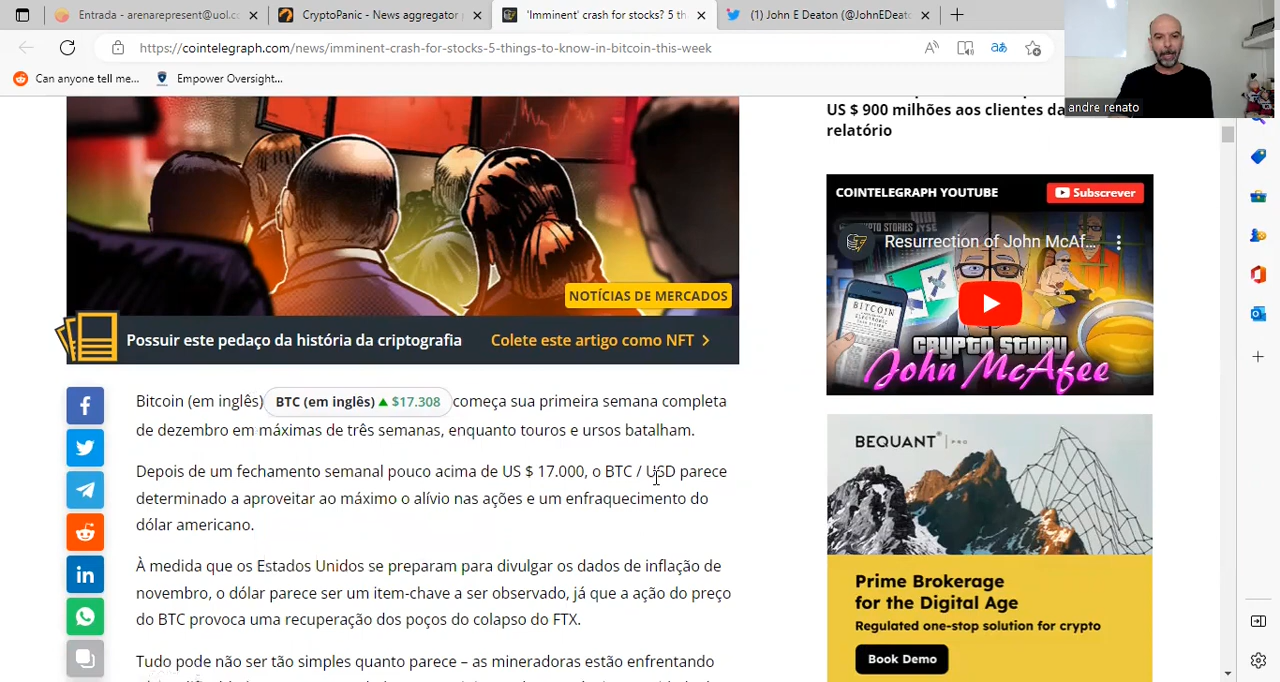 Entrada - arenarepresent@uol.c
CryptoPanic - News aggregator
'Imminent' crash for stocks? 5 th
(1) John E Deaton (@JohnEDeat
https://cointelegraph.com/news/imminent-crash-for-stocks-5-things-to-know-in-bitcoin-this-week
Can anyone tell me...
Empower Oversight...
andre renato
US $ 900 milhões aos clientes da
relatório
NOTÍCIAS DE MERCADOS
Possuir este pedaço da história da criptografia
Colete este artigo como NFT >
COINTELEGRAPH YOUTUBE
Subscrever
Resurrection of John McAf...
BITCOIN
CRYPTO STORY
John McAfee
Bitcoin (em inglês) BTC (em inglês) ▲ $17.308 começa sua primeira semana completa
de dezembro em máximas de três semanas, enquanto touros e ursos batalham.
Depois de um fechamento semanal pouco acima de US $ 17.000, o BTC / USD parece
determinado a aproveitar ao máximo o alívio nas ações e um enfraquecimento do
dólar americano.
À medida que os Estados Unidos se preparam para divulgar os dados de inflação de
novembro, o dólar parece ser um item-chave a ser observado, já que a ação do preço
do BTC provoca uma recuperação dos poços do colapso do FTX.
Tudo pode não ser tão simples quanto parece – as mineradoras estão enfrentando
BEQUANT® | PRO
Prime Brokerage
for the Digital Age
Regulated one-stop solution for crypto
Book Demo